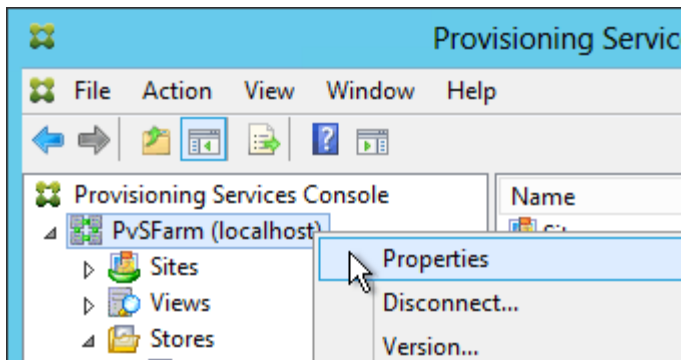 Provisioning Servic
File Action View Window Help
Provisioning Services Console
Name
PvSFarm (localhost)
Properties
Sites
Disconnect...
Views
Version...
Stores